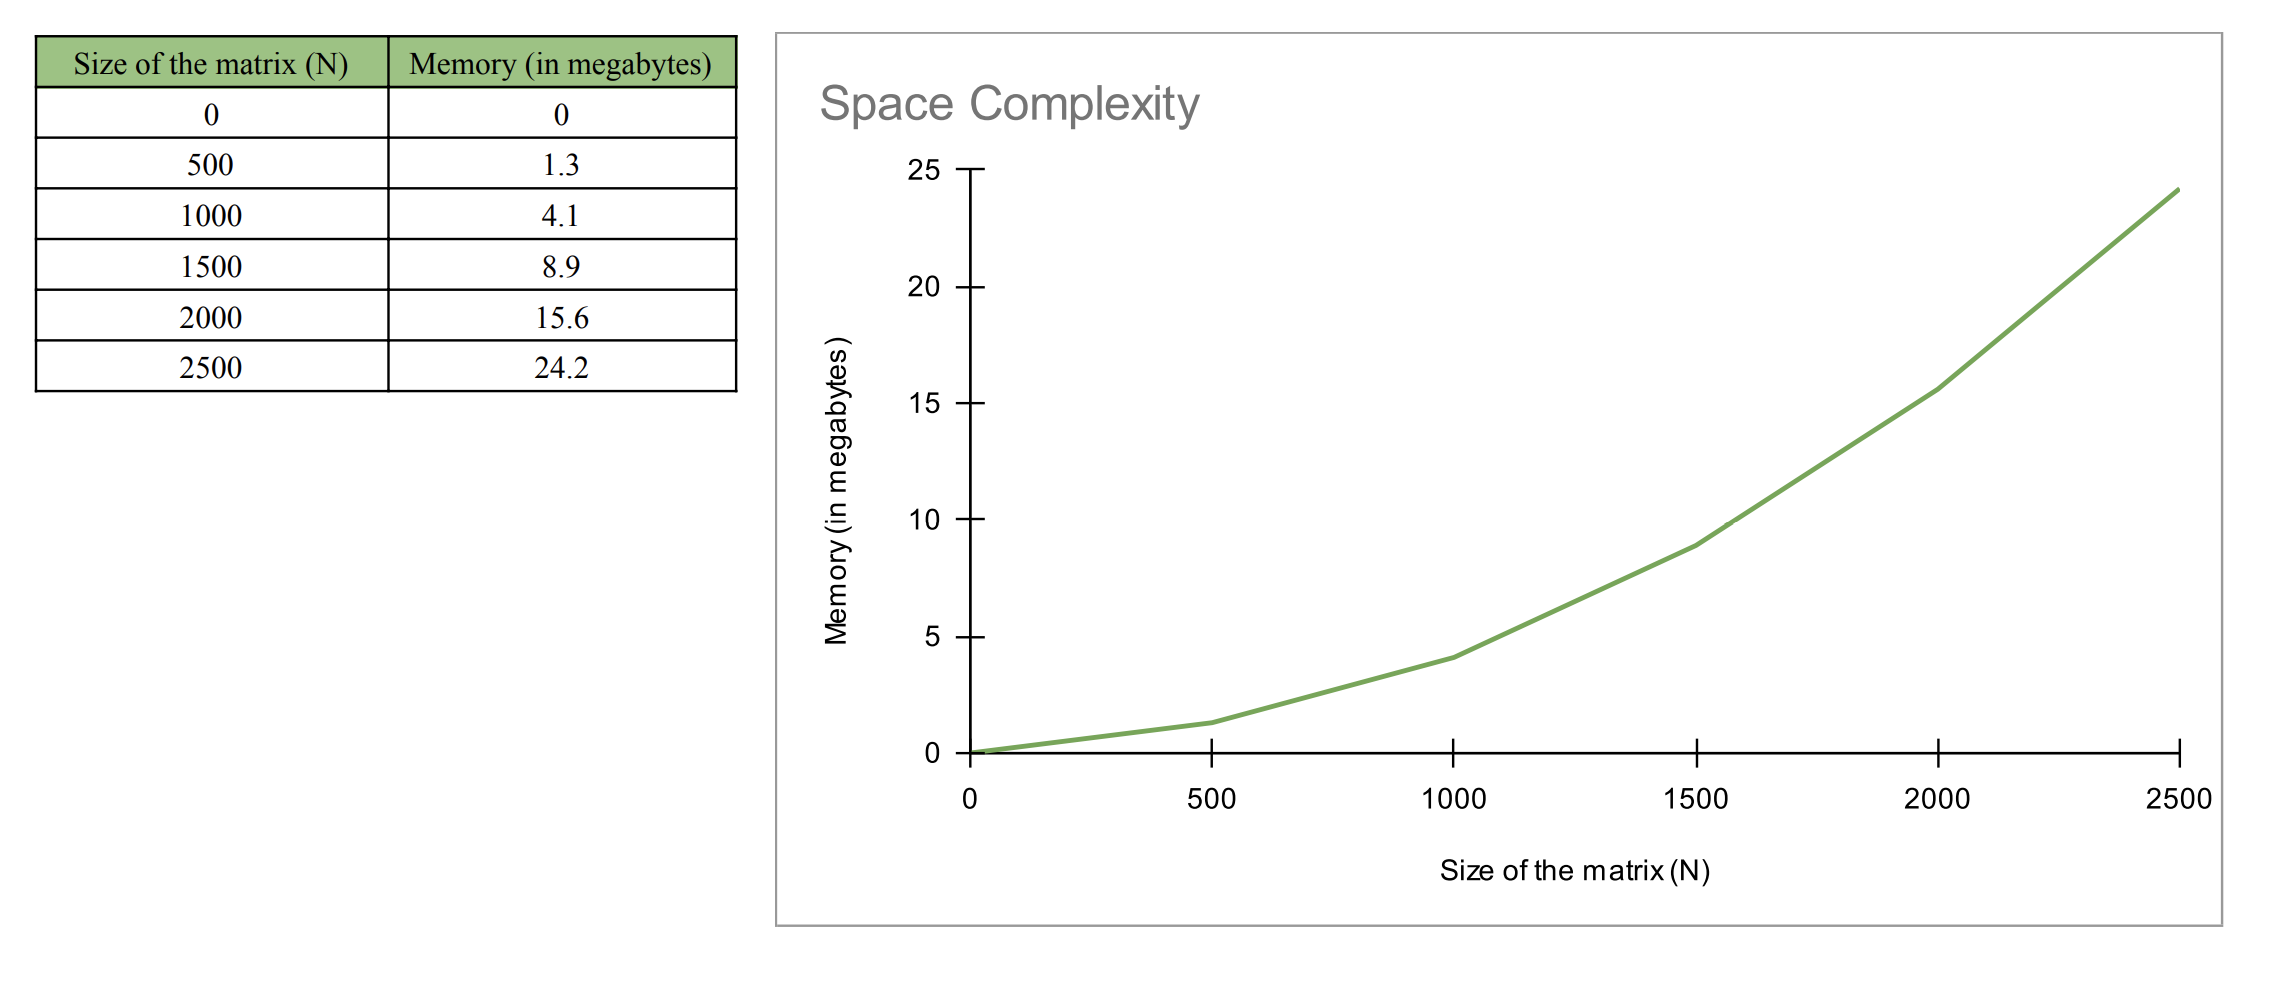 Size of the matrix (N) Memory (in megabytes)
0 0
500 1.3
1000 4.1
1500 8.9
2000 15.6
2500 24.2
Space Complexity
25
20
15
10
5
0
Memory (in megabytes)
0 500 1000 1500 2000 2500
Size of the matrix (N)